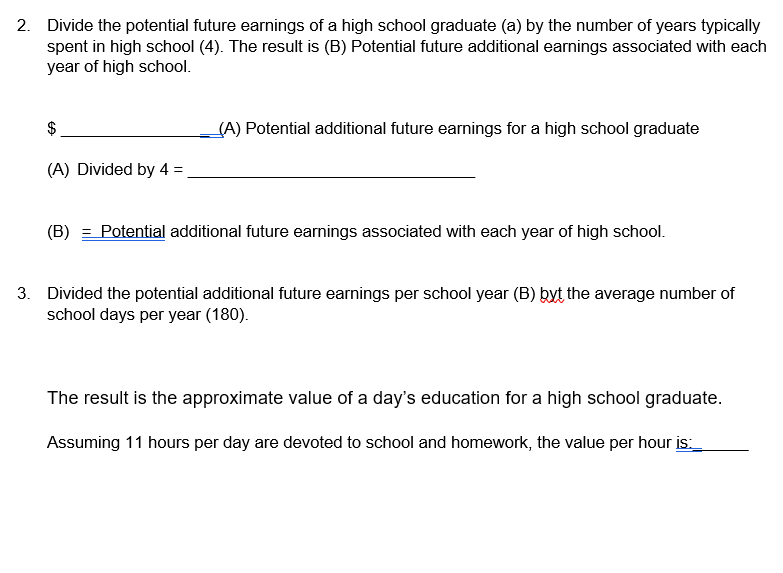 2. Divide the potential future earnings of a high school graduate (a) by the number of years typically
spent in high school (4). The result is (B) Potential future additional earnings associated with each
year of high school.
$ __________________(A) Potential additional future earnings for a high school graduate
(A) Divided by 4 = __________________________________
(B) = Potential additional future earnings associated with each year of high school.
3. Divided the potential additional future earnings per school year (B) byt the average number of
school days per year (180).
The result is the approximate value of a day's education for a high school graduate.
Assuming 11 hours per day are devoted to school and homework, the value per hour is:_______